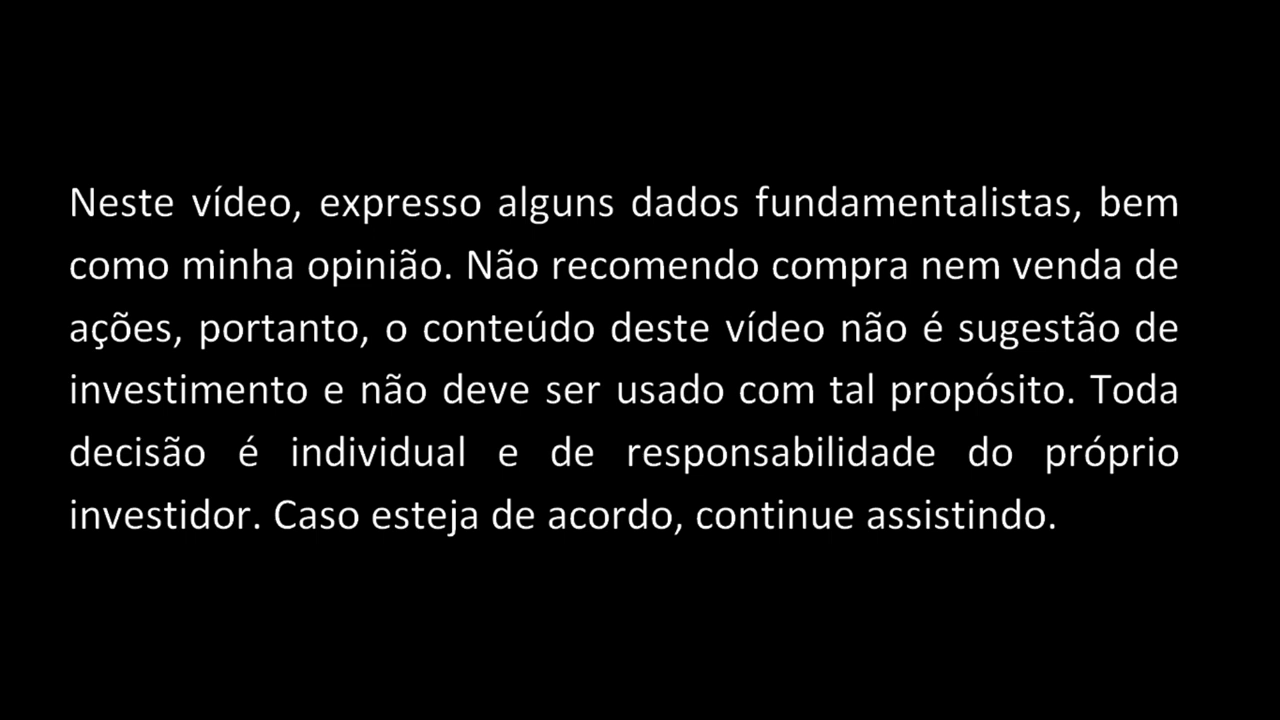 Neste vídeo, expresso alguns dados fundamentalistas, bem
como minha opinião. Não recomendo compra nem venda de
ações, portanto, o conteúdo deste vídeo não é sugestão de
investimento e não deve ser usado com tal propósito. Toda
decisão é individual e de responsabilidade do próprio
investidor. Caso esteja de acordo, continue assistindo.